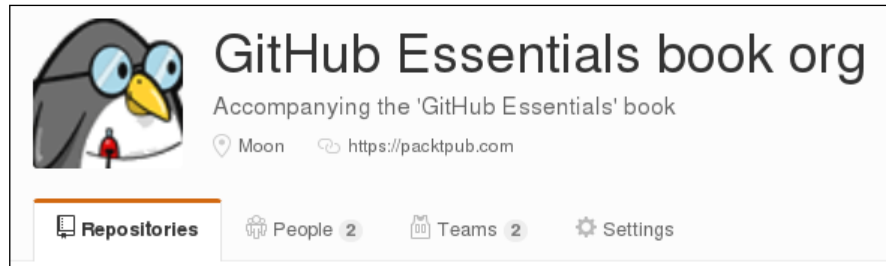 GitHub Essentials book org
Accompanying the 'GitHub Essentials' book
Moon https://packtpub.com
Repositories People 2 Teams 2 Settings